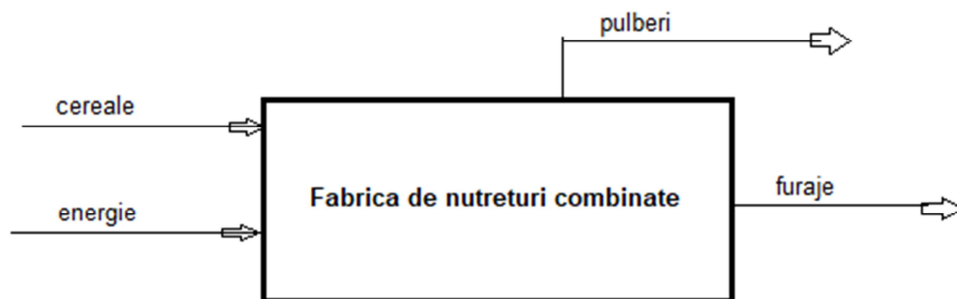 pulberi
cereale
Fabrica de nutreturi combinate
furaje
energie